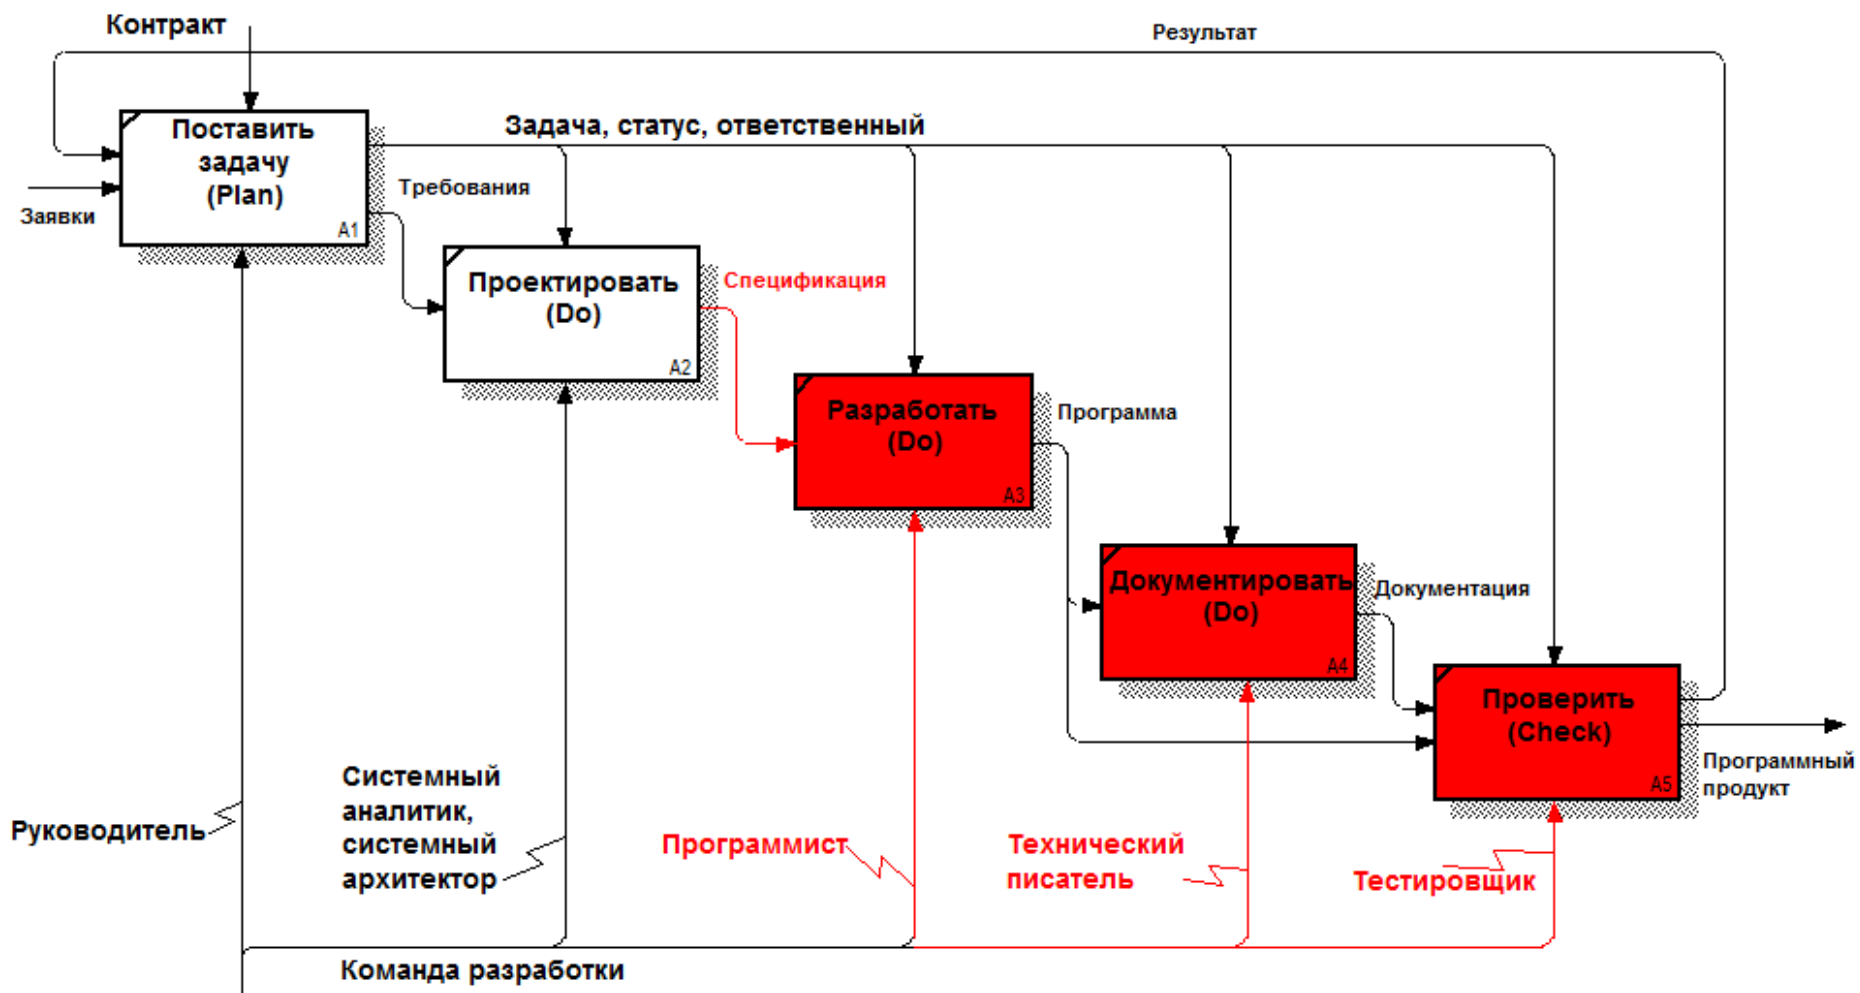 Контракт
Результат
Поставить
задачу
(Plan)
A1
Задача, статус, ответственный
Требования
Заявки
Проектировать
(Do)
A2
Спецификация
Разработать
(Do)
A3
Программа
Документировать
(Do)
A4
Документация
Проверить
(Check)
A5
Программный
продукт
Руководитель
Системный
аналитик,
системный
архитектор
Программист
Технический
писатель
Тестировщик
Команда разработки